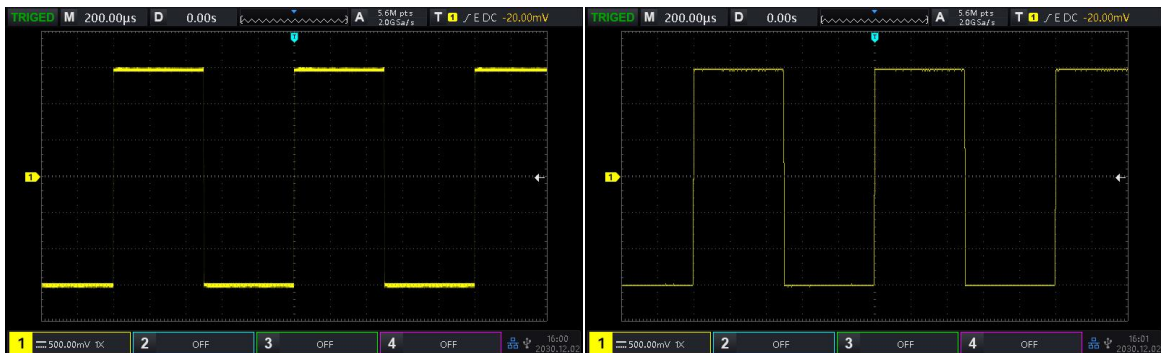 TRIGED M 200.00μs D 0.00s A 5.6M pts 2.0GSa/s T 1 E DC -20.00mV
T
1
1 500.00mV 1X 2 OFF 3 OFF 4 OFF 16:00
2030.12.02
TRIGED M 200.00μs D 0.00s A 5.6M pts 2.0GSa/s T 1 E DC -20.00mV
T
1
1 500.00mV 1X 2 OFF 3 OFF 4 OFF 16:01
2030.12.02